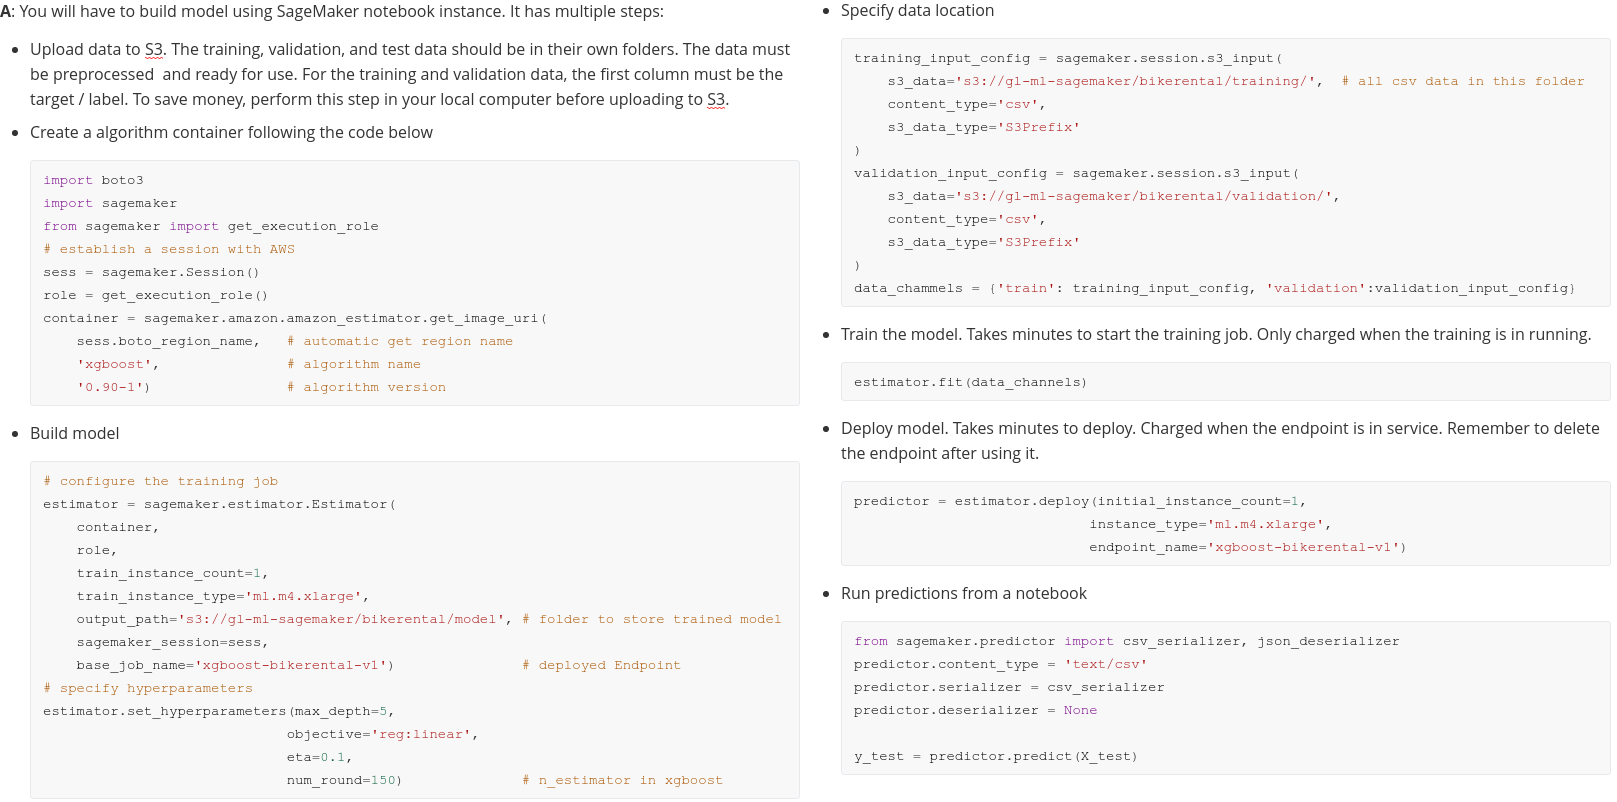 A: You will have to build model using SageMaker notebook instance. It has multiple steps:
• Upload data to S3. The training, validation, and test data should be in their own folders. The data must
be preprocessed  and ready for use. For the training and validation data, the first column must be the
target / label. To save money, perform this step in your local computer before uploading to S3.
• Create a algorithm container following the code below
import boto3
import sagemaker
from sagemaker import get_execution_role
# establish a session with AWS
sess = sagemaker.Session()
role = get_execution_role()
container = sagemaker.amazon.amazon_estimator.get_image_uri(
    sess.boto_region_name,   # automatic get region name
    'xgboost',               # algorithm name
    '0.90-1')                # algorithm version
• Build model
# configure the training job
estimator = sagemaker.estimator.Estimator(
    container,
    role,
    train_instance_count=1,
    train_instance_type='ml.m4.xlarge',
    output_path='s3://gl-ml-sagemaker/bikerental/model', # folder to store trained model
    sagemaker_session=sess,
    base_job_name='xgboost-bikerental-v1')               # deployed Endpoint
# specify hyperparameters
estimator.set_hyperparameters(max_depth=5,
                             objective='reg:linear',
                             eta=0.1,
                             num_round=150)              # n_estimator in xgboost
• Specify data location
training_input_config = sagemaker.session.s3_input(
    s3_data='s3://gl-ml-sagemaker/bikerental/training/',  # all csv data in this folder
    content_type='csv',
    s3_data_type='S3Prefix'
)
validation_input_config = sagemaker.session.s3_input(
    s3_data='s3://gl-ml-sagemaker/bikerental/validation/',
    content_type='csv',
    s3_data_type='S3Prefix'
)
data_chammels = {'train': training_input_config, 'validation':validation_input_config}
• Train the model. Takes minutes to start the training job. Only charged when the training is in running.
estimator.fit(data_channels)
• Deploy model. Takes minutes to deploy. Charged when the endpoint is in service. Remember to delete
the endpoint after using it.
predictor = estimator.deploy(initial_instance_count=1,
                            instance_type='ml.m4.xlarge',
                            endpoint_name='xgboost-bikerental-v1')
• Run predictions from a notebook
from sagemaker.predictor import csv_serializer, json_deserializer
predictor.content_type = 'text/csv'
predictor.serializer = csv_serializer
predictor.deserializer = None
y_test = predictor.predict(X_test)